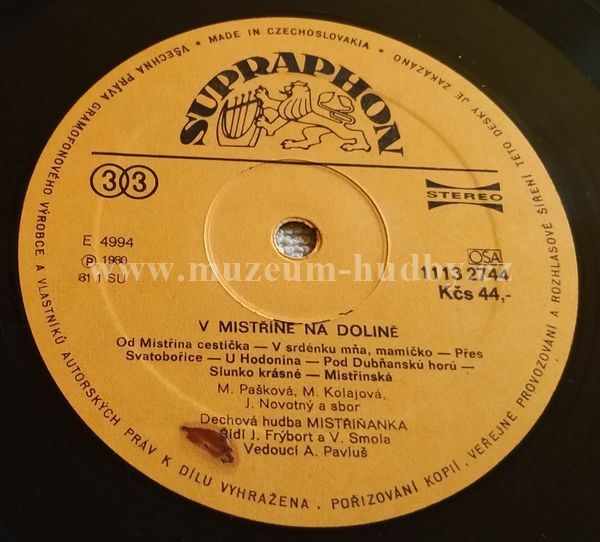 VŠECHNA PRÁVA GRAMOFONOVÉHO VÝROBCE A VLASTNÍKŮ AUTORSKÝCH PRÁV K DÍLU VYHRAŽENA. POŘIZOVÁNÍ KOPIÍ, VEŘEJNÉ PROVOZOVÁNÍ A ROZHLASOVÉ ŠÍŘENÍ TÉTO DESKY JE ZAKÁZÁNO
• MADE IN CZECHOSLOVAKIA •
SUPRAPHON
33
STEREO
E 4994
OSA
℗ 1980
1113 2744
81 1 SU
Kčs 44,-
www.muzeum-hudby.cz
V MISTŘÍNĚ NA DOLINĚ
Od Mistřína cestička — V srdénku mňa, mamičko — Přes
Svatobořice — U Hodonína — Pod Dubňanskú horú —
Slunko krásné — Mistřínská
M. Pašková, M. Kolajová,
J. Novotný a sbor
Dechová hudba MISTŘÍŇANKA
Řídí J. Frýbort a V. Smola
Vedoucí A. Pavluš